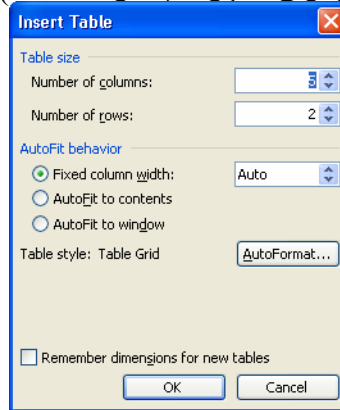 Insert Table
Table size
Number of columns: 3
Number of rows: 2
AutoFit behavior
Fixed column width: Auto
AutoFit to contents
AutoFit to window
Table style: Table Grid AutoFormat...
Remember dimensions for new tables
OK Cancel